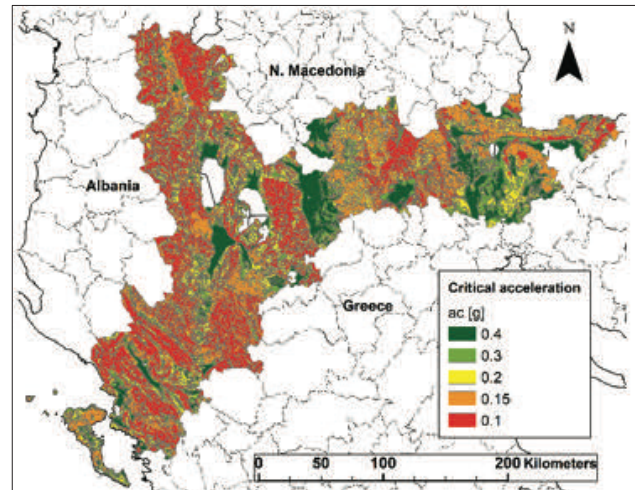 N
N. Macedonia
Albania
Greece
Critical acceleration
ac [g]
0.4
0.3
0.2
0.15
0.1
0 50 100 200 Kilometers